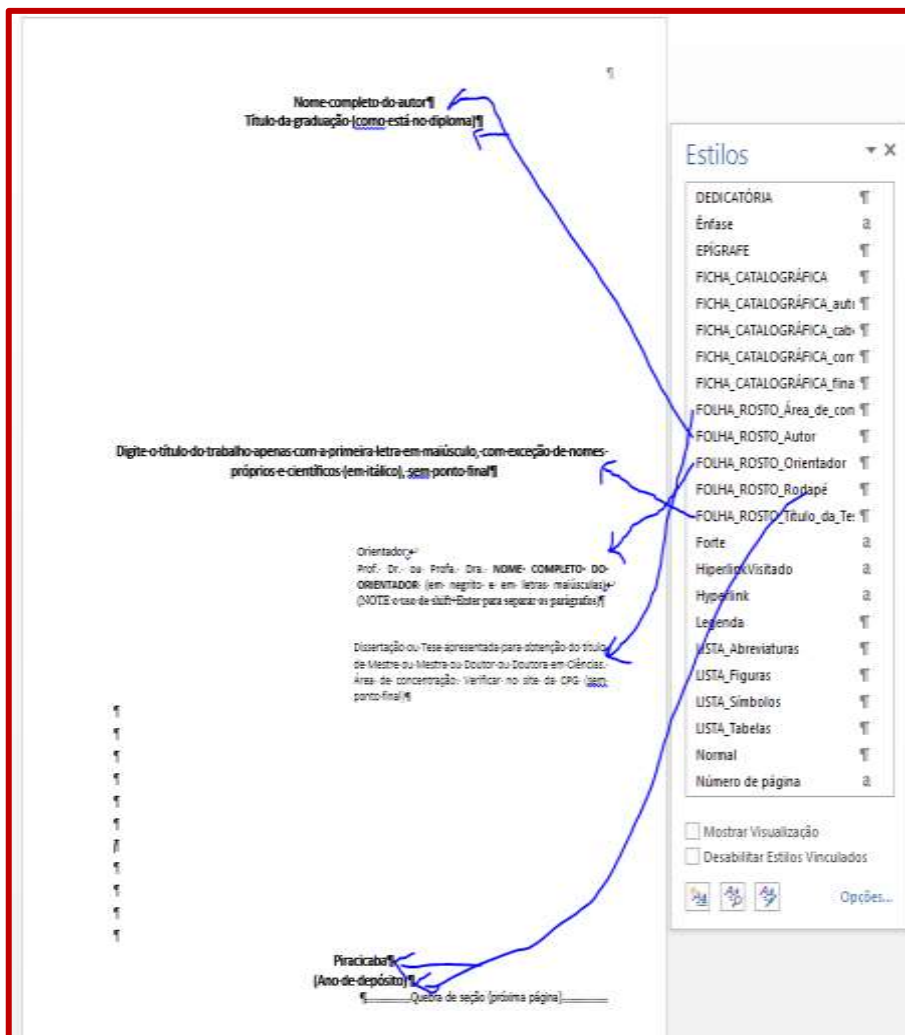 ¶
Nome·completo·do·autor¶
Título·da·graduação·(como·está·no·diploma)¶
Digite·o·título·do·trabalho·apenas·com·a·primeira·letra·em·maiúsculo,·com·exceção·de·nomes·
próprios·e·científicos·(em·itálico),·sem·ponto·final¶
Orientador:↵
Prof.· Dr.· ou· Profa.· Dra.· NOME· COMPLETO· DO·
ORIENTADOR· (em· negrito· e· em· letras· maiúsculas)↵
(NOTE·o·uso·de·shift+Enter·para·separar·os·parágrafos)¶
Dissertação·ou·Tese·apresentada·para·obtenção·do·título·
de·Mestre·ou·Mestra·ou·Doutor·ou·Doutora·em·Ciências.·
Área· de· concentração:· Verificar· no· site· da· CPG· (sem·
ponto·final)¶
¶
¶
¶
¶
¶
¶
¶
¶
¶
¶
¶
Piracicaba¶
(Ano·de·depósito)¶
¶Quebra de seção (próxima página)
Estilos
DEDICATÓRIA ¶
Ênfase a
EPÍGRAFE ¶
FICHA_CATALOGRÁFICA ¶
FICHA_CATALOGRÁFICA_auto ¶
FICHA_CATALOGRÁFICA_cab ¶
FICHA_CATALOGRÁFICA_con ¶
FICHA_CATALOGRÁFICA_fina ¶
FOLHA_ROSTO_Área_de_con ¶
FOLHA_ROSTO_Autor ¶
FOLHA_ROSTO_Orientador ¶
FOLHA_ROSTO_Rodapé ¶
FOLHA_ROSTO_Título_da_Te ¶
Forte a
HiperlinkVisitado a
Hyperlink a
Legenda ¶
LISTA_Abreviaturas ¶
LISTA_Figuras ¶
LISTA_Símbolos ¶
LISTA_Tabelas ¶
Normal ¶
Número de página a
Mostrar Visualização
Desabilitar Estilos Vinculados
Opções...